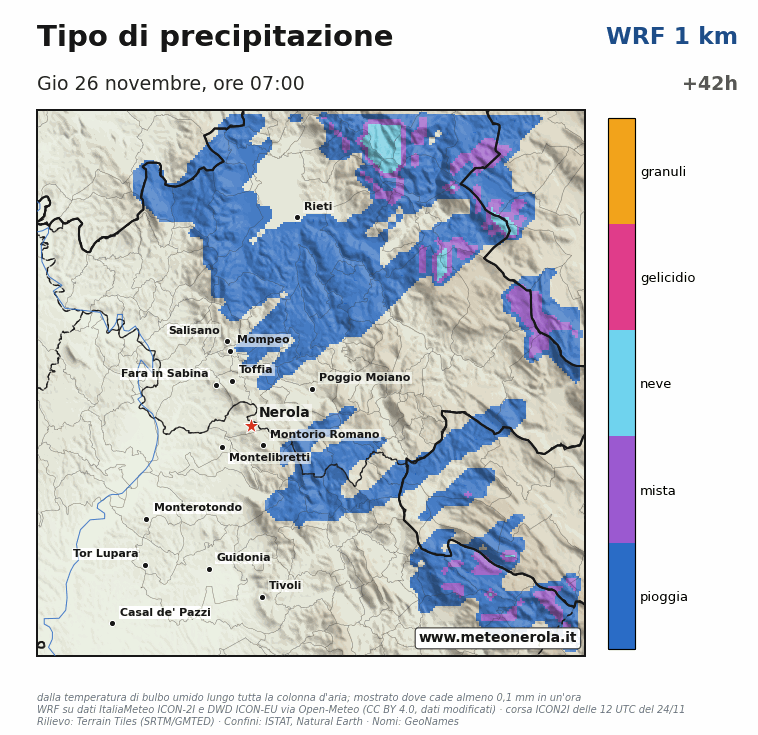 Tipo di precipitazione
WRF 1 km
Gio 26 novembre, ore 07:00
+42h
granuli
gelicidio
neve
mista
pioggia
Rieti
Salisano
Mompeo
Fara in Sabina
Toffia
Poggio Moiano
Nerola
Montorio Romano
Montelibretti
Monterotondo
Tor Lupara
Guidonia
Tivoli
Casal de' Pazzi
www.meteonerola.it
dalla temperatura di bulbo umido lungo tutta la colonna d'aria; mostrato dove cade almeno 0,1 mm in un'ora
WRF su dati ItaliaMeteo ICON-2I e DWD ICON-EU via Open-Meteo (CC BY 4.0, dati modificati) · corsa ICON2I delle 12 UTC del 24/11
Rilievo: Terrain Tiles (SRTM/GMTED) · Confini: ISTAT, Natural Earth · Nomi: GeoNames